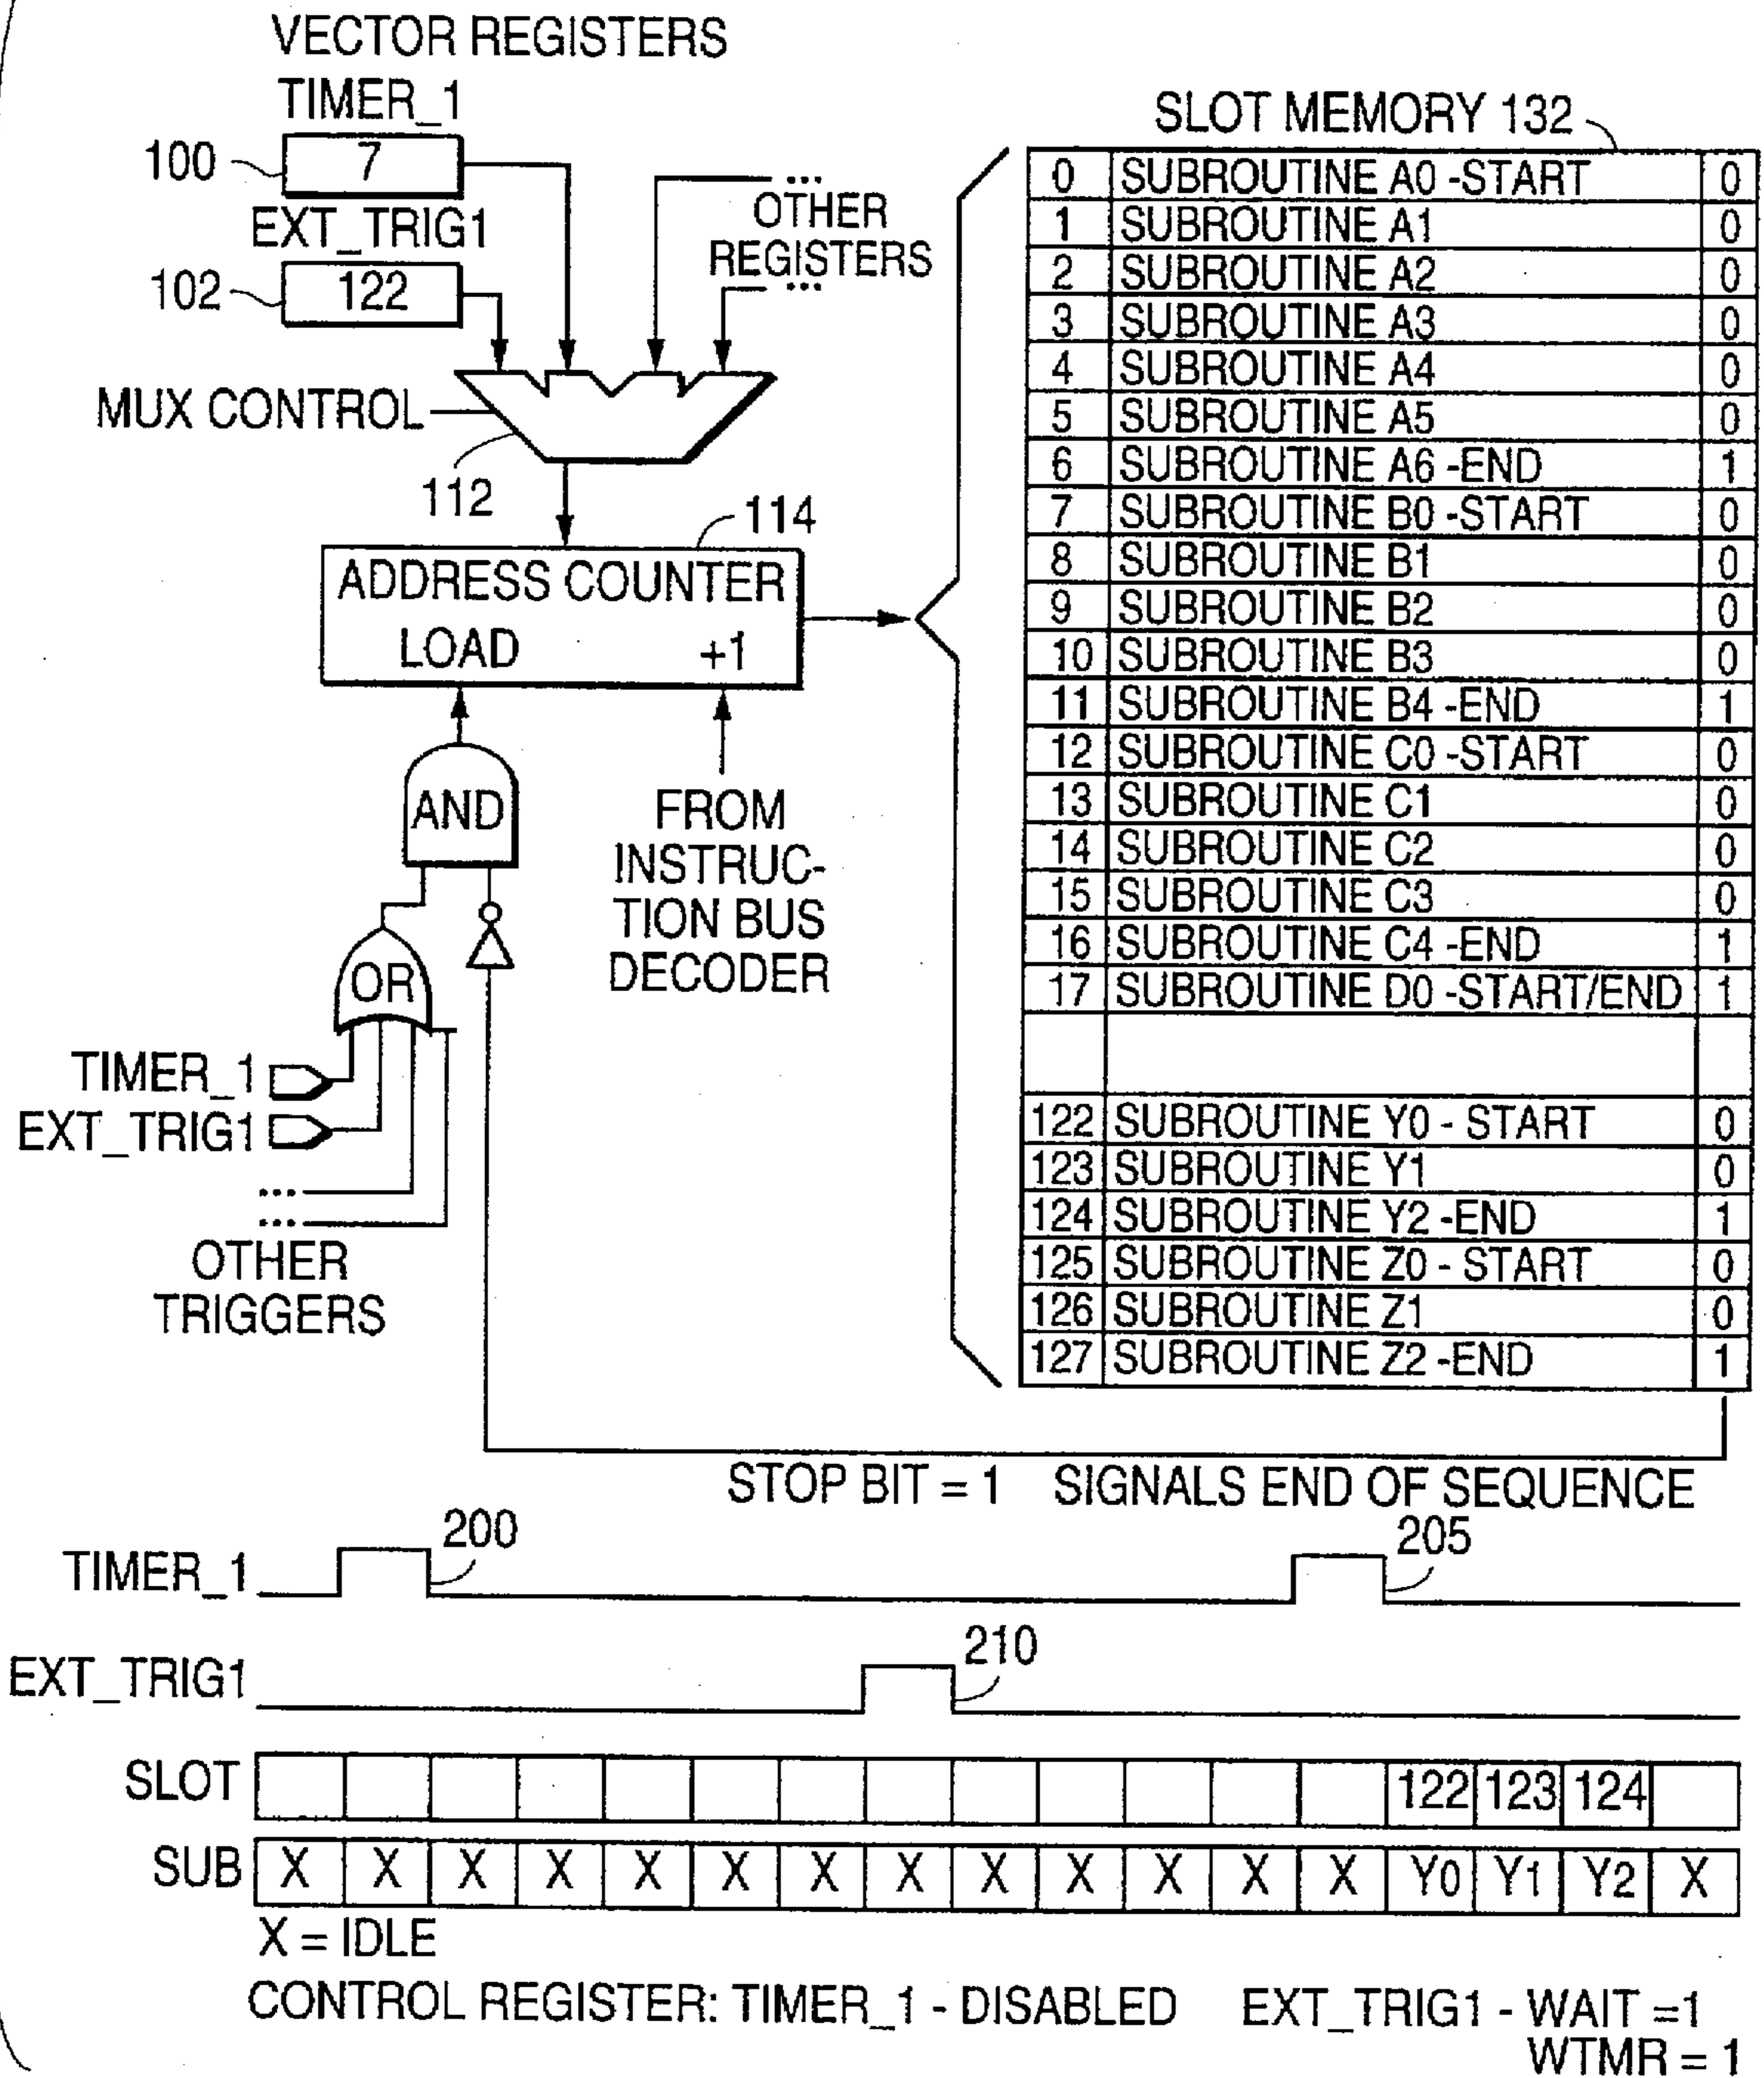 VECTOR REGISTERS
TIMER_1
100
7
EXT_TRIG1
102
122
...
OTHER
REGISTERS
...
MUX CONTROL
112
114
ADDRESS COUNTER
LOAD +1
AND
OR
FROM
INSTRUC-
TION BUS
DECODER
TIMER_1
EXT_TRIG1
...
...
OTHER
TRIGGERS
SLOT MEMORY 132
0 SUBROUTINE A0 -START 0
1 SUBROUTINE A1 0
2 SUBROUTINE A2 0
3 SUBROUTINE A3 0
4 SUBROUTINE A4 0
5 SUBROUTINE A5 0
6 SUBROUTINE A6 -END 1
7 SUBROUTINE B0 -START 0
8 SUBROUTINE B1 0
9 SUBROUTINE B2 0
10 SUBROUTINE B3 0
11 SUBROUTINE B4 -END 1
12 SUBROUTINE C0 -START 0
13 SUBROUTINE C1 0
14 SUBROUTINE C2 0
15 SUBROUTINE C3 0
16 SUBROUTINE C4 -END 1
17 SUBROUTINE D0 -START/END 1
122 SUBROUTINE Y0 - START 0
123 SUBROUTINE Y1 0
124 SUBROUTINE Y2 -END 1
125 SUBROUTINE Z0 - START 0
126 SUBROUTINE Z1 0
127 SUBROUTINE Z2 -END 1
STOP BIT = 1 SIGNALS END OF SEQUENCE
TIMER_1 200 205
EXT_TRIG1 210
SLOT 122 123 124
SUB X X X X X X X X X X X X X Y0 Y1 Y2 X
X = IDLE
CONTROL REGISTER: TIMER_1 - DISABLED EXT_TRIG1 - WAIT =1
WTMR = 1